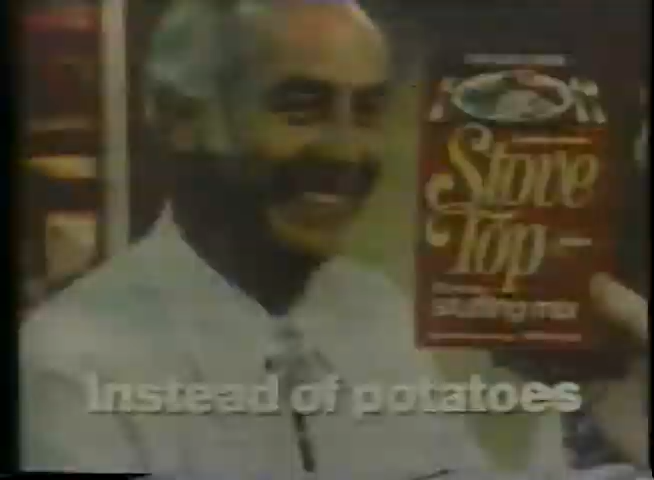 Stove
Top
stuffing mix
Instead of potatoes